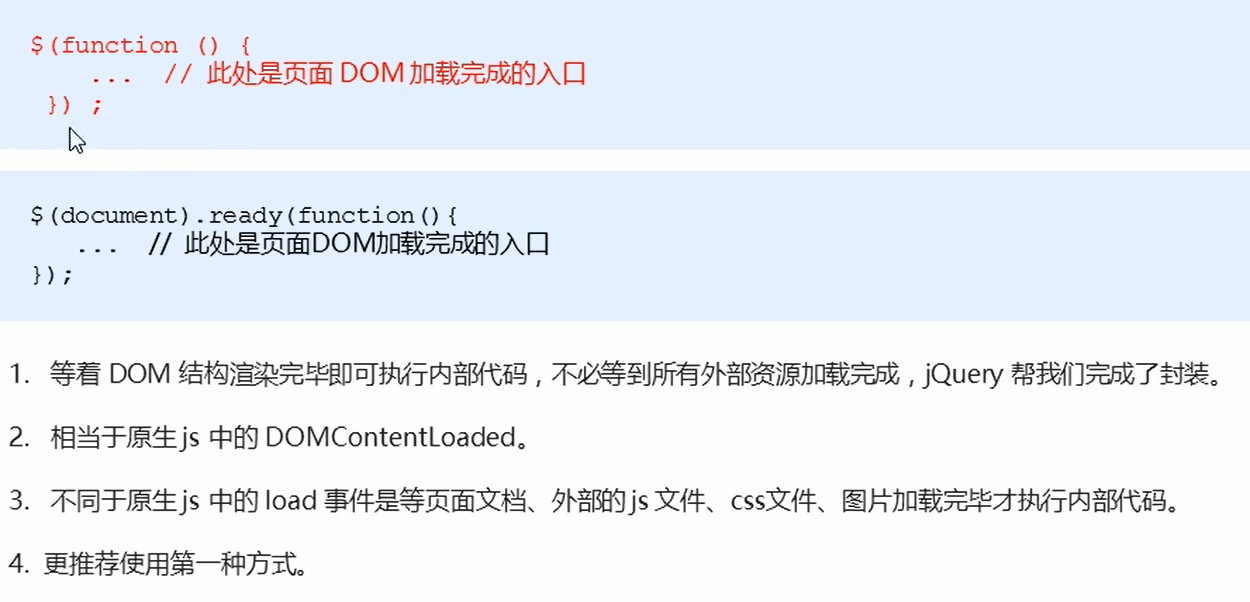 $(function () {
... // 此处是页面 DOM 加载完成的入口
}) ;
$(document).ready(function(){
... // 此处是页面DOM加载完成的入口
});
1. 等着 DOM 结构渲染完毕即可执行内部代码，不必等到所有外部资源加载完成，jQuery 帮我们完成了封装。
2. 相当于原生 js 中的 DOMContentLoaded。
3. 不同于原生 js 中的 load 事件是等页面文档、外部的 js 文件、css文件、图片加载完毕才执行内部代码。
4. 更推荐使用第一种方式。